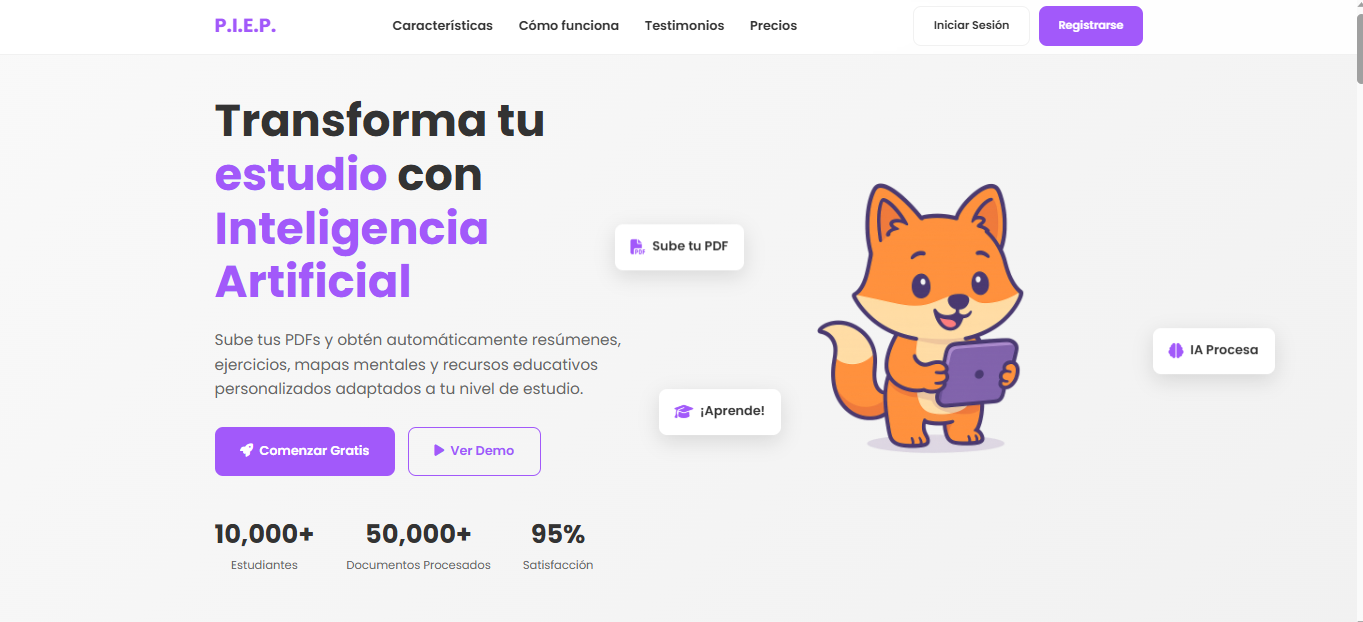 P.I.E.P.
Características
Cómo funciona
Testimonios
Precios
Iniciar Sesión
Registrarse
Transforma tu
estudio con
Inteligencia
Artificial
Sube tus PDFs y obtén automáticamente resúmenes,
ejercicios, mapas mentales y recursos educativos
personalizados adaptados a tu nivel de estudio.
Comenzar Gratis
Ver Demo
10,000+
Estudiantes
50,000+
Documentos Procesados
95%
Satisfacción
PDF
Sube tu PDF
IA Procesa
¡Aprende!